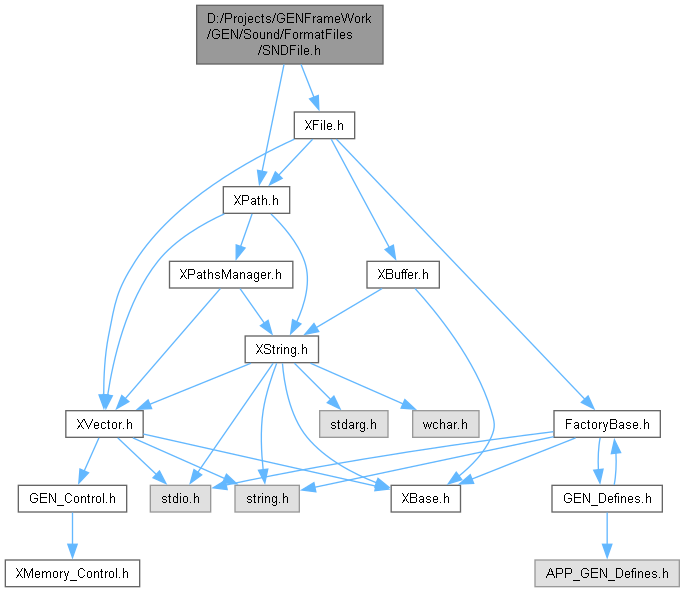 D:/Projects/GENFrameWork
/GEN/Sound/FormatFiles
/SNDFile.h
XFile.h
XPath.h
XPathsManager.h
XBuffer.h
XString.h
XVector.h
stdarg.h
wchar.h
FactoryBase.h
GEN_Control.h
stdio.h
string.h
XBase.h
GEN_Defines.h
XMemory_Control.h
APP_GEN_Defines.h